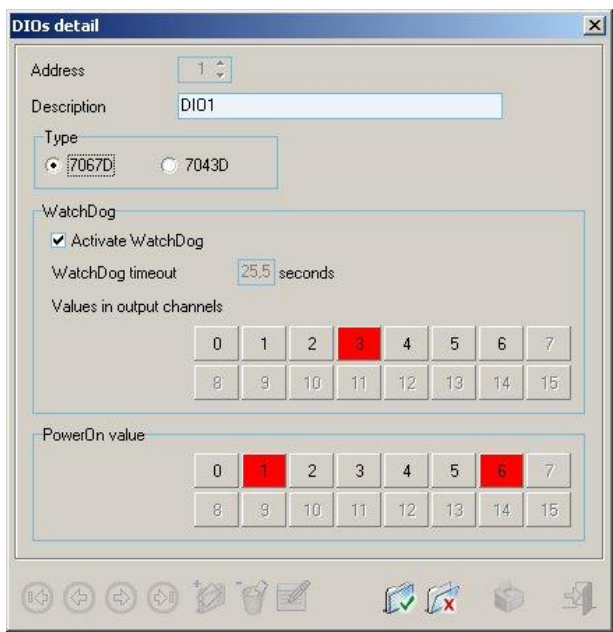 DIOs detail
Address 1
Description DIO1
Type
7067D 7043D
WatchDog
Activate WatchDog
WatchDog timeout 25,5 seconds
Values in output channels
0 1 2 3 4 5 6 7
8 9 10 11 12 13 14 15
PowerOn value
0 1 2 3 4 5 6 7
8 9 10 11 12 13 14 15